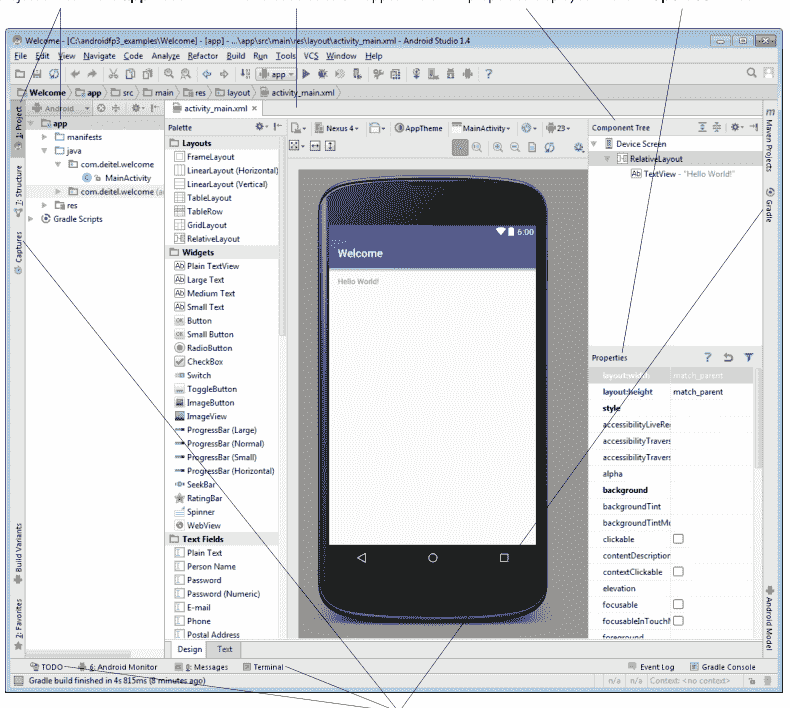 Welcome - [C:\androidfp3_examples\Welcome] - [app] - ...\app\src\main\res\layout\activity_main.xml - Android Studio 1.4
File Edit View Navigate Code Analyze Refactor Build Run Tools VCS Window Help
app
?
Welcome app src main res layout activity_main.xml
1: Project
Z: Structure
Captures
Build Variants
2: Favorites
Android
app
manifests
java
com.deitel.welcome
MainActivity
com.deitel.welcome (a
res
Gradle Scripts
activity_main.xml
Palette
Layouts
FrameLayout
LinearLayout (Horizontal)
LinearLayout (Vertical)
TableLayout
TableRow
GridLayout
RelativeLayout
Widgets
Plain TextView
Large Text
Medium Text
Small Text
Button
Small Button
RadioButton
CheckBox
Switch
ToggleButton
ImageButton
ImageView
ProgressBar (Large)
ProgressBar (Normal)
ProgressBar (Small)
ProgressBar (Horizontal)
SeekBar
RatingBar
Spinner
WebView
Text Fields
Plain Text
Person Name
Password
Password (Numeric)
E-mail
Phone
Postal Address
Design Text
Nexus 4 AppTheme MainActivity 23
6:00
Welcome
Hello World!
Component Tree
Device Screen
RelativeLayout
Ab TextView - "Hello World!"
Properties
?
layout:width match_parent
layout:height match_parent
style
accessibilityLiveRe
accessibilityTravers
accessibilityTravers
alpha
background
backgroundTint
backgroundTintM
clickable
contentDescription
contextClickable
elevation
focusable
focusableInTouchM
foreground
Maven Projects
Gradle
Android Model
TODO 6: Android Monitor 0: Messages Terminal Event Log Gradle Console
Gradle build finished in 4s 815ms (8 minutes ago) n/a n/a Context: <no context>